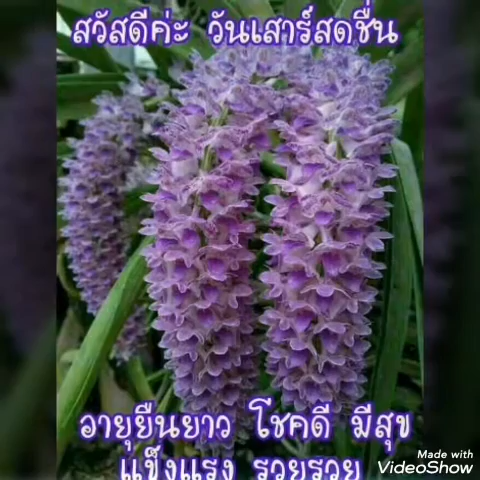 สวัสดีค่ะ วันเสาร์สดชื่น
อายุยืนยาว โชคดี มีสุข
แข็งแรง รวยรวย
Made with
VideoShow